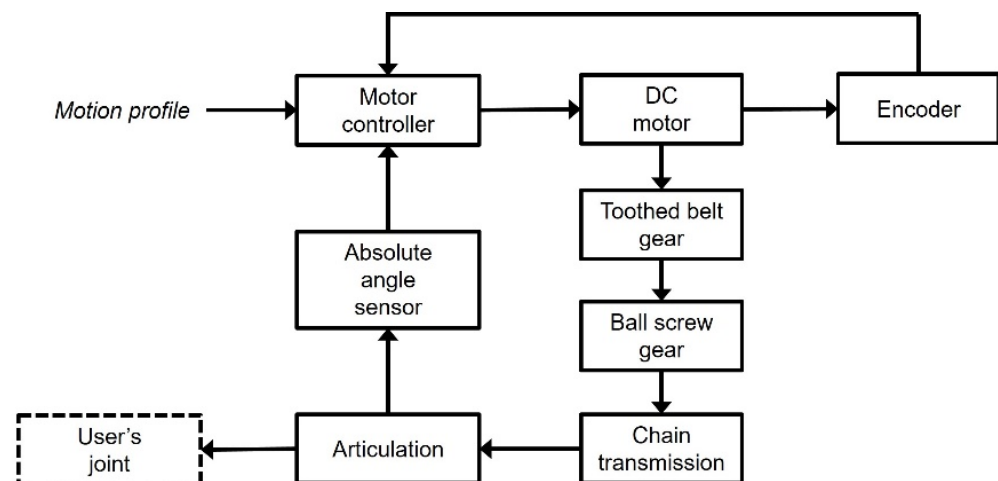 Motion profile
Motor
controller
DC
motor
Encoder
Toothed belt
gear
Absolute
angle
sensor
Ball screw
gear
User’s
joint
Articulation
Chain
transmission